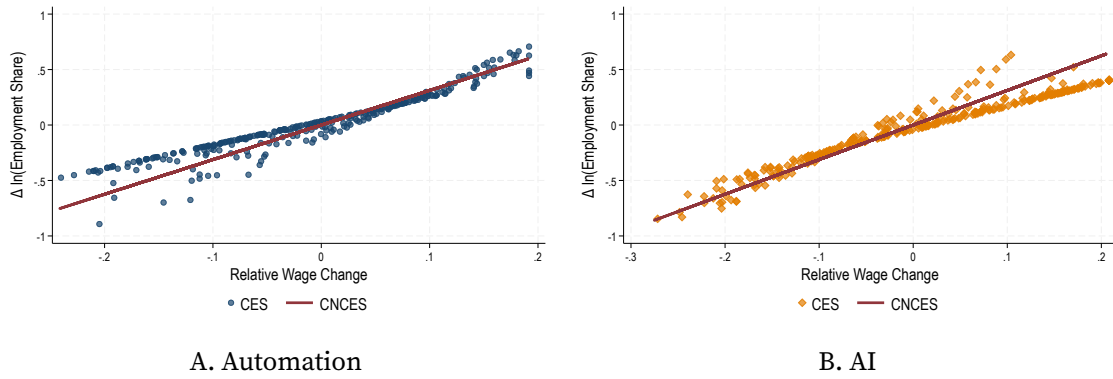 1
.5
0
-.5
-1
Δ ln(Employment Share)
-.2
-.1
0
.1
.2
Relative Wage Change
CES
CNCES
A. Automation
1
.5
0
-.5
-1
Δ ln(Employment Share)
-.3
-.2
-.1
0
.1
.2
Relative Wage Change
CES
CNCES
B. AI